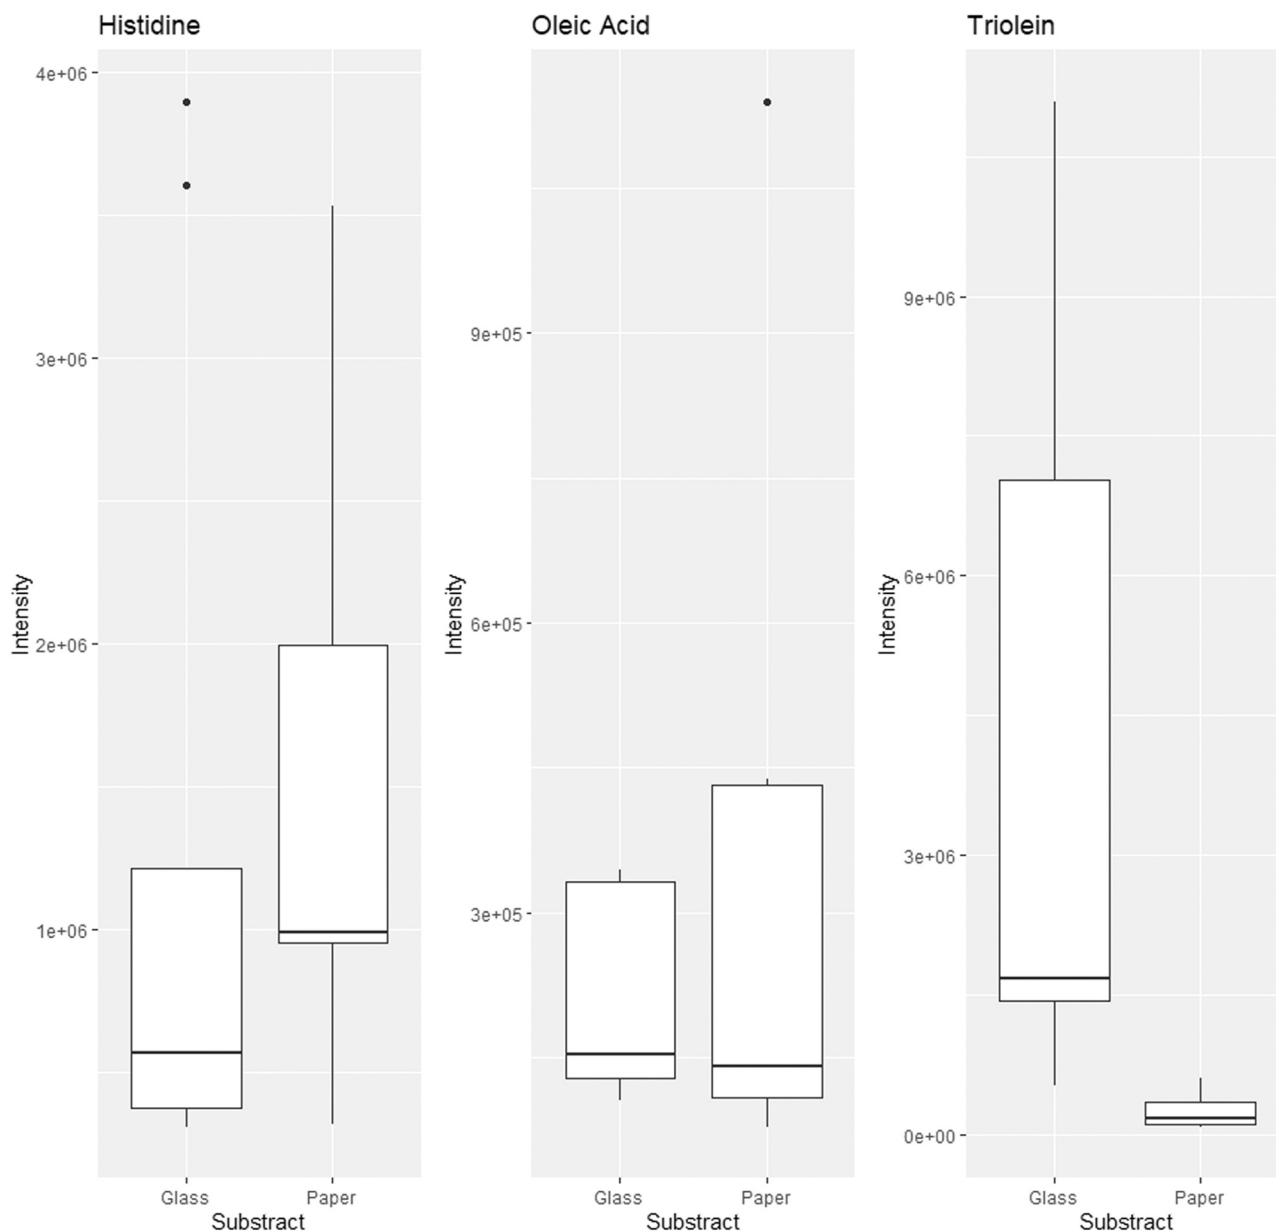 Histidine
4e+06
3e+06
2e+06
1e+06
Intensity
Glass
Paper
Substract
Oleic Acid
9e+05
6e+05
3e+05
Intensity
Glass
Paper
Substract
Triolein
9e+06
6e+06
3e+06
0e+00
Intensity
Glass
Paper
Substract